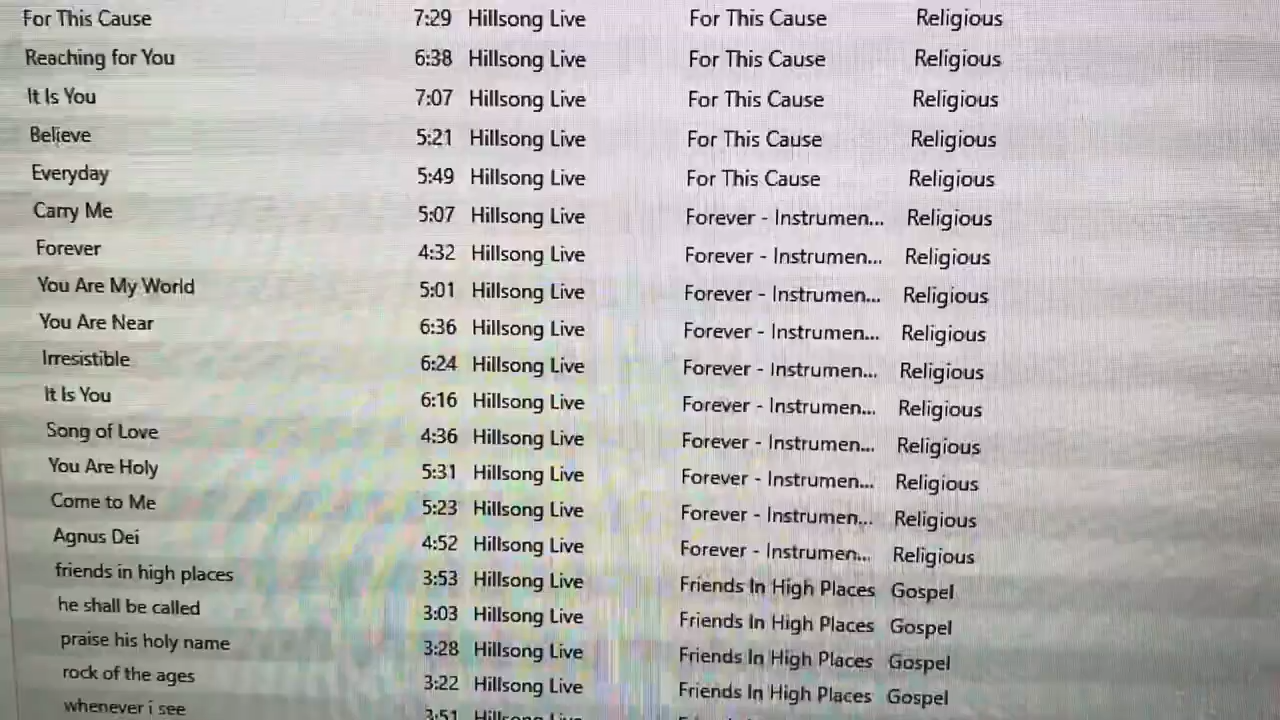 For This Cause 7:29 Hillsong Live For This Cause Religious
Reaching for You 6:38 Hillsong Live For This Cause Religious
It Is You 7:07 Hillsong Live For This Cause Religious
Believe 5:21 Hillsong Live For This Cause Religious
Everyday 5:49 Hillsong Live For This Cause Religious
Carry Me 5:07 Hillsong Live Forever - Instrumen... Religious
Forever 4:32 Hillsong Live Forever - Instrumen... Religious
You Are My World 5:01 Hillsong Live Forever - Instrumen... Religious
You Are Near 6:36 Hillsong Live Forever - Instrumen... Religious
Irresistible 6:24 Hillsong Live Forever - Instrumen... Religious
It Is You 6:16 Hillsong Live Forever - Instrumen... Religious
Song of Love 4:36 Hillsong Live Forever - Instrumen... Religious
You Are Holy 5:31 Hillsong Live Forever - Instrumen... Religious
Come to Me 5:23 Hillsong Live Forever - Instrumen... Religious
Agnus Dei 4:52 Hillsong Live Forever - Instrumen... Religious
friends in high places 3:53 Hillsong Live Friends In High Places Gospel
he shall be called 3:03 Hillsong Live Friends In High Places Gospel
praise his holy name 3:28 Hillsong Live Friends In High Places Gospel
rock of the ages 3:22 Hillsong Live Friends In High Places Gospel
whenever i see 3:51 Hillsong Live